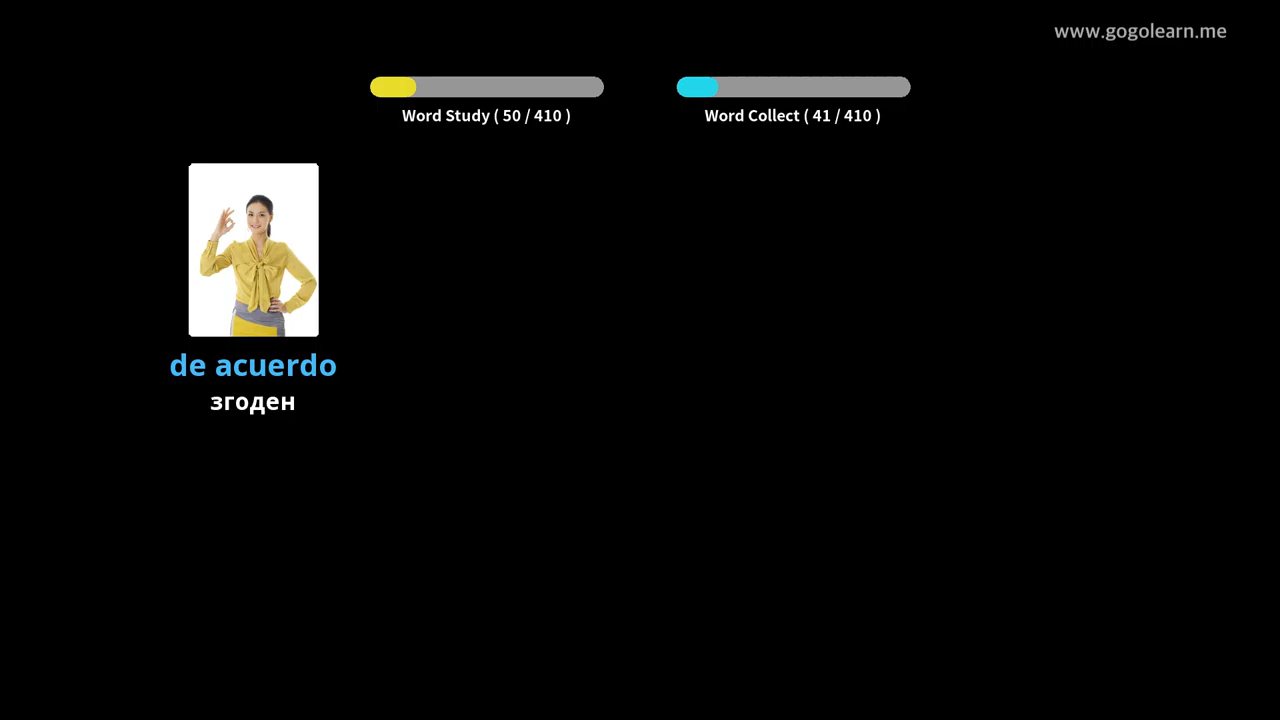 www.gogolearn.me
Word Study ( 50 / 410 )
Word Collect ( 41 / 410 )
de acuerdo
згоден